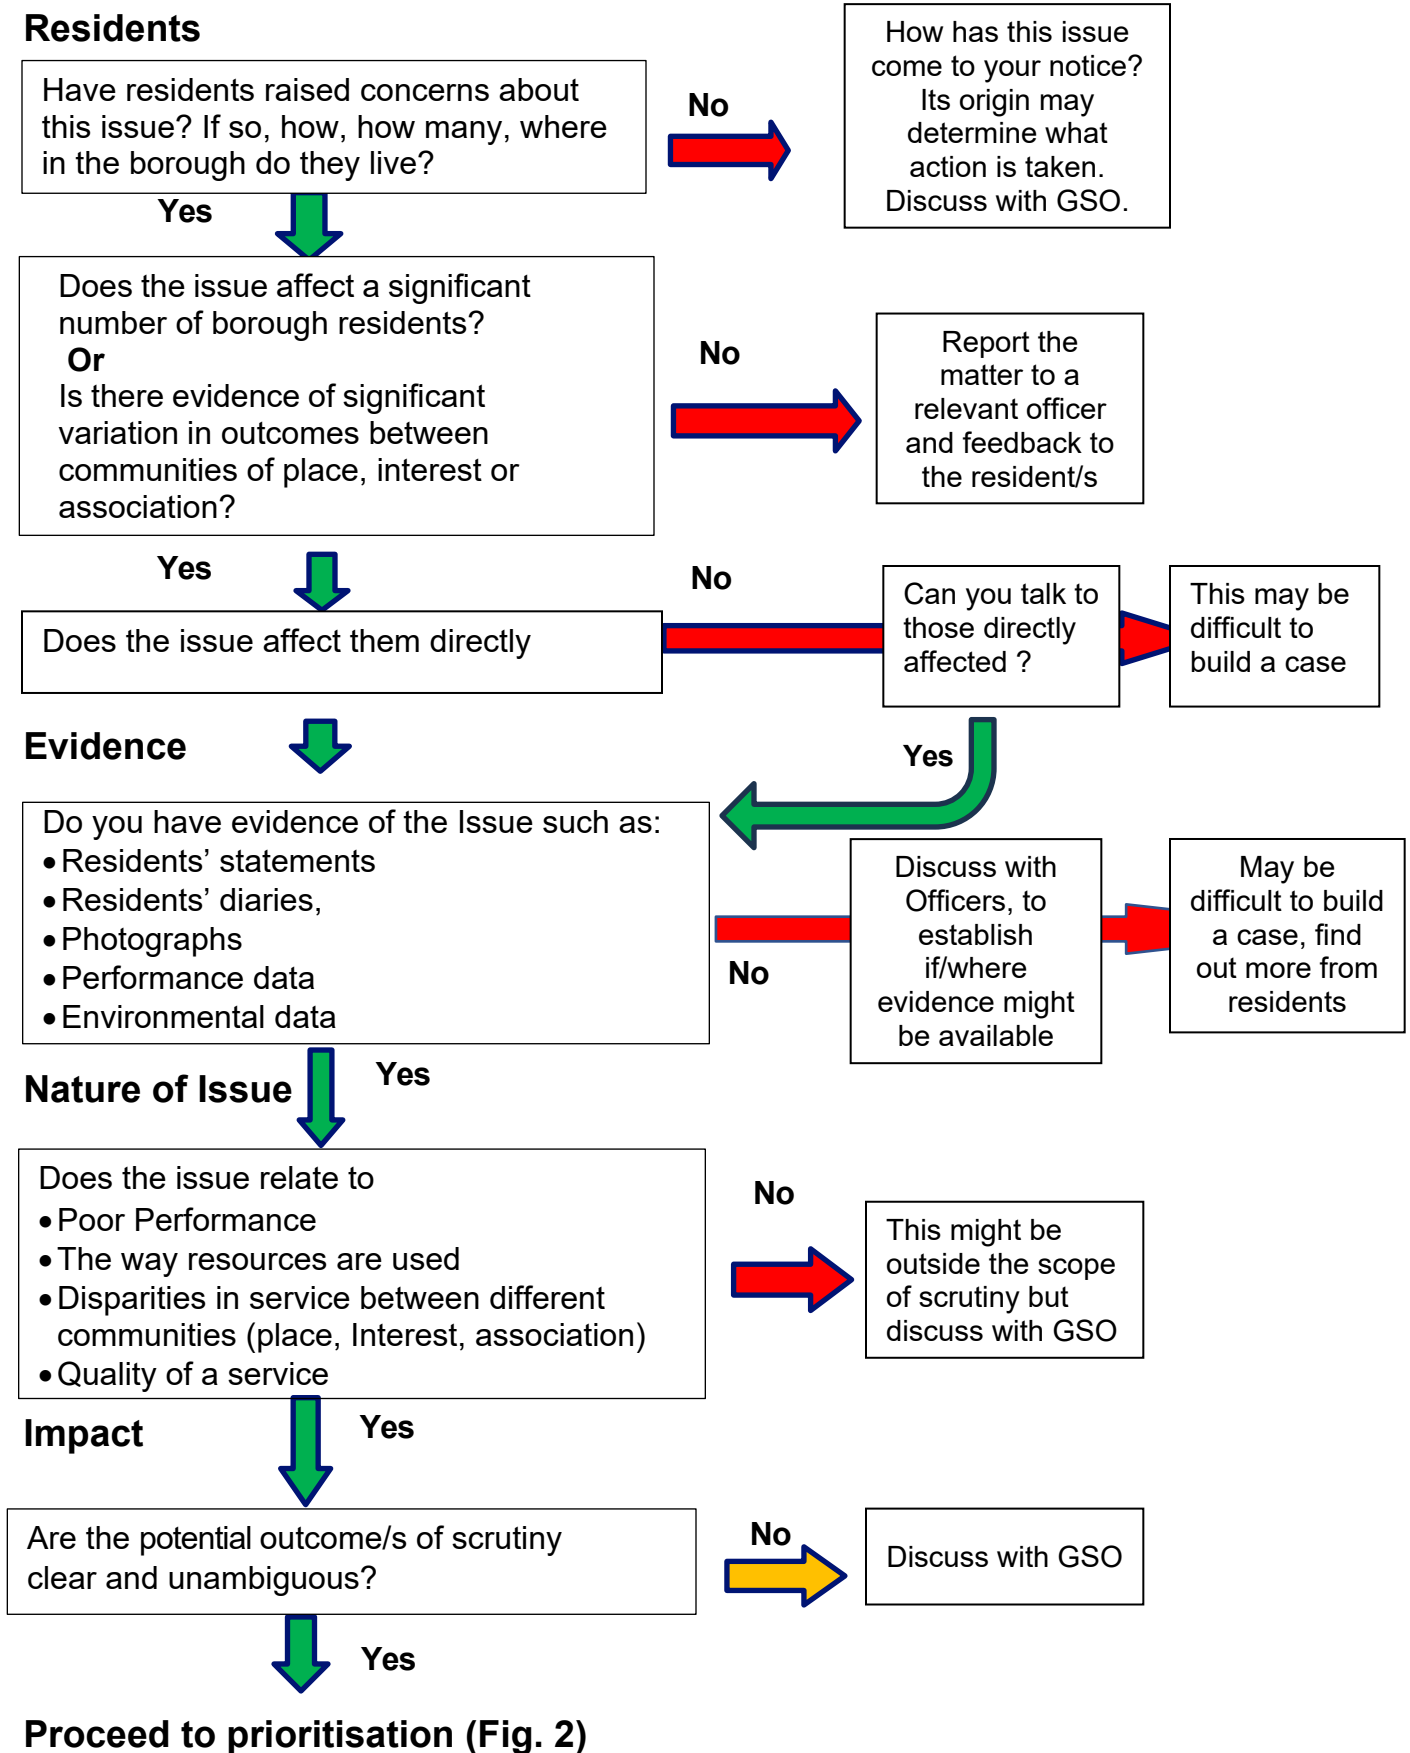 Residents
Have residents raised concerns about
this issue? If so, how, how many, where
in the borough do they live?
No
How has this issue
come to your notice?
Its origin may
determine what
action is taken.
Discuss with GSO.
Yes
Does the issue affect a significant
number of borough residents?
Or
Is there evidence of significant
variation in outcomes between
communities of place, interest or
association?
No
Report the
matter to a
relevant officer
and feedback to
the resident/s
Yes
Does the issue affect them directly
No
Can you talk to
those directly
affected ?
This may be
difficult to
build a case
Yes
Evidence
Do you have evidence of the Issue such as:
• Residents’ statements
• Residents’ diaries,
• Photographs
• Performance data
• Environmental data
No
Discuss with
Officers, to
establish
if/where
evidence might
be available
May be
difficult to build
a case, find
out more from
residents
Yes
Nature of Issue
Does the issue relate to
• Poor Performance
• The way resources are used
• Disparities in service between different
communities (place, Interest, association)
• Quality of a service
No
This might be
outside the scope
of scrutiny but
discuss with GSO
Yes
Impact
Are the potential outcome/s of scrutiny
clear and unambiguous?
No
Discuss with GSO
Yes
Proceed to prioritisation (Fig. 2)